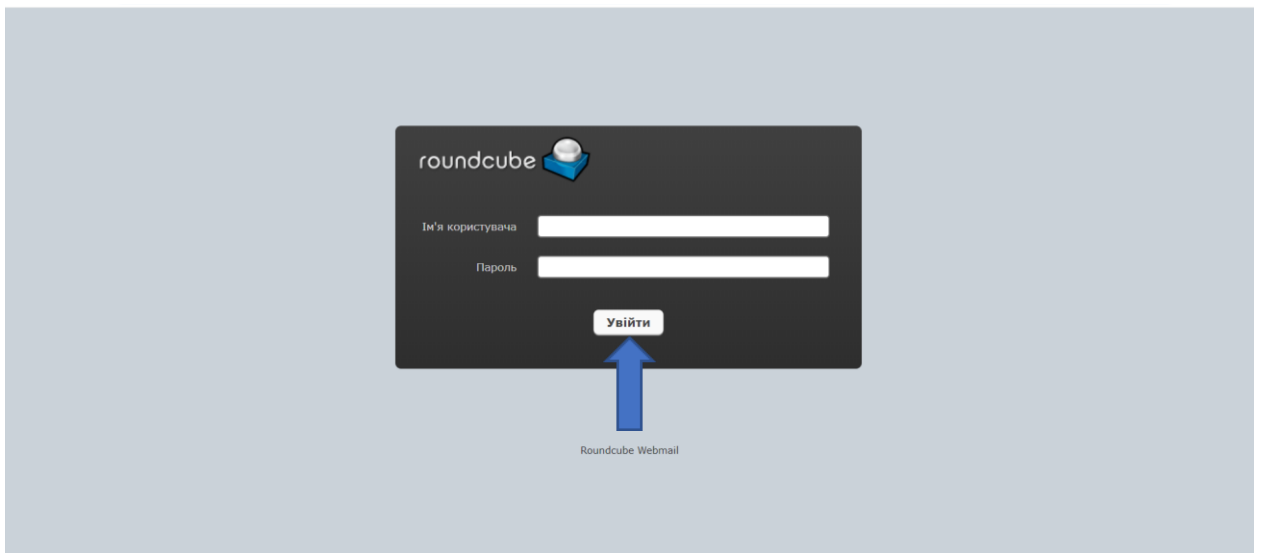 roundcube
Ім'я користувача
Пароль
Увійти
Roundcube Webmail